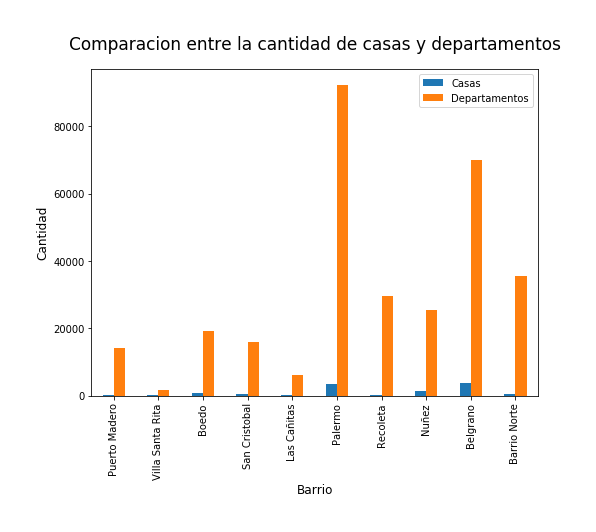 Comparacion entre la cantidad de casas y departamentos
Casas
Departamentos
Cantidad
80000
60000
40000
20000
0
Puerto Madero
Villa Santa Rita
Boedo
San Cristobal
Las Cañitas
Palermo
Recoleta
Nuñez
Belgrano
Barrio Norte
Barrio